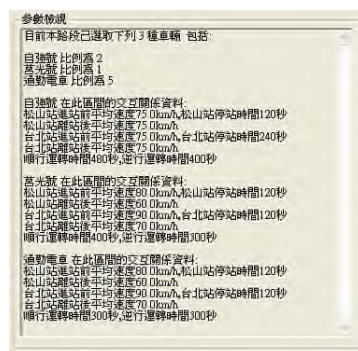 參數檢視
目前本路段已選取下列3種車輛 包括:
自強號 比例為 2
莒光號 比例為 1
通勤電車 比例為 5
自強號 在此區間的交互關係資料:
松山站進站前平均速度75.0km/h,松山站停站時間120秒
松山站離站後平均速度75.0km/h
台北站進站前平均速度75.0km/h,台北站停站時間240秒
台北站離站後平均速度75.0km/h
順行運轉時間480秒,逆行運轉時間400秒
莒光號 在此區間的交互關係資料:
松山站進站前平均速度80.0km/h,松山站停站時間120秒
松山站離站後平均速度60.0km/h
台北站進站前平均速度90.0km/h,台北站停站時間120秒
台北站離站後平均速度70.0km/h
順行運轉時間400秒,逆行運轉時間300秒
通勤電車 在此區間的交互關係資料:
松山站進站前平均速度80.0km/h,松山站停站時間120秒
松山站離站後平均速度60.0km/h
台北站進站前平均速度90.0km/h,台北站停站時間120秒
台北站離站後平均速度70.0km/h
順行運轉時間300秒,逆行運轉時間300秒